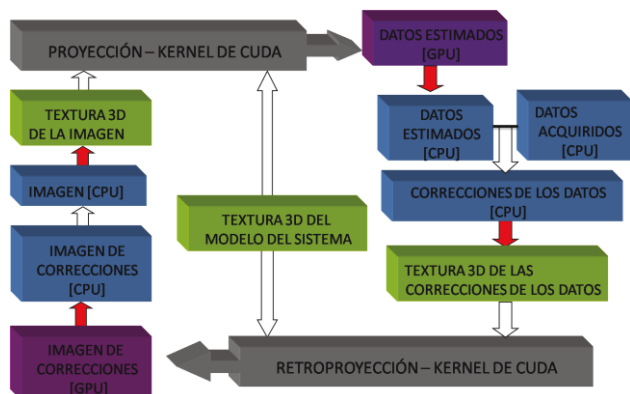 PROYECCIÓN – KERNEL DE CUDA
DATOS ESTIMADOS
[GPU]
TEXTURA 3D
DE LA IMAGEN
DATOS
ESTIMADOS
[CPU]
DATOS
ACQUIRIDOS
[CPU]
IMAGEN [CPU]
CORRECCIONES DE LOS DATOS
[CPU]
TEXTURA 3D DEL
MODELO DEL SISTEMA
IMAGEN DE
CORRECCIONES
[CPU]
TEXTURA 3D DE LAS
CORRECCIONES DE LOS DATOS
IMAGEN DE
CORRECCIONES
[GPU]
RETROPROYECCIÓN – KERNEL DE CUDA